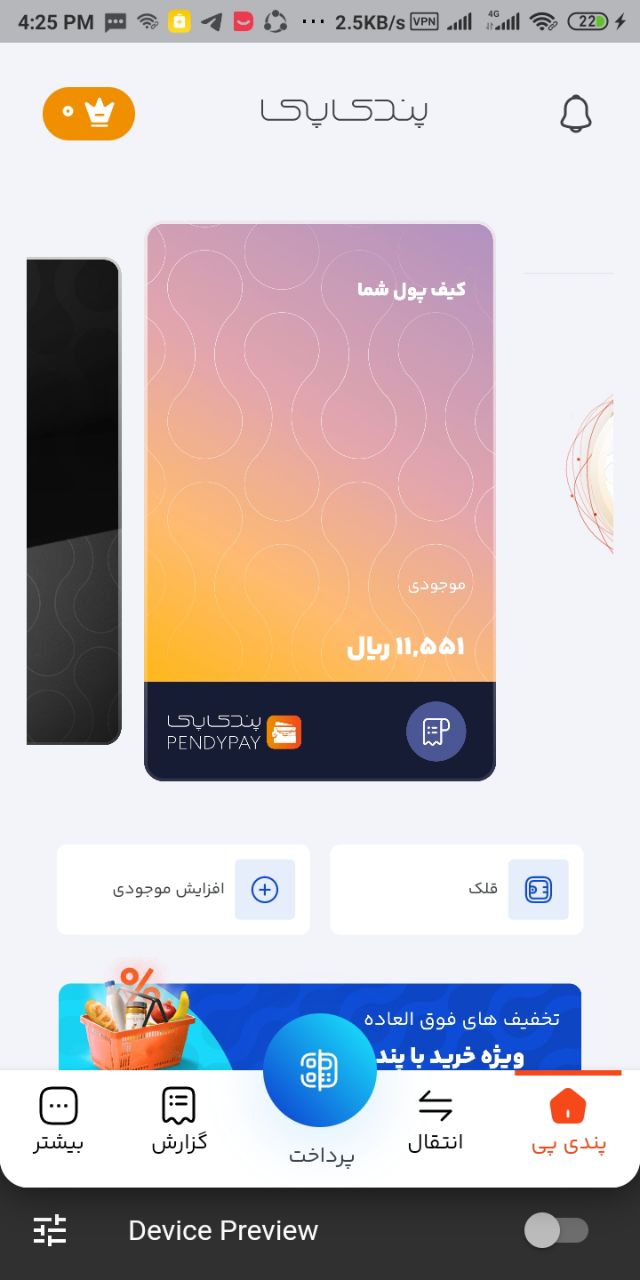 4:25 PM ... 2.5KB/s VPN 4G 22
پندی‌پی
کیف پول شما
موجودی
۱۱,۵۵۱ ریال
پندی‌پی
PENDYPAY
قلک
افزایش موجودی
%
تخفیف های فوق العاده
ویژه خرید با پند
پندی پی
انتقال
پرداخت
گزارش
بیشتر
Device Preview